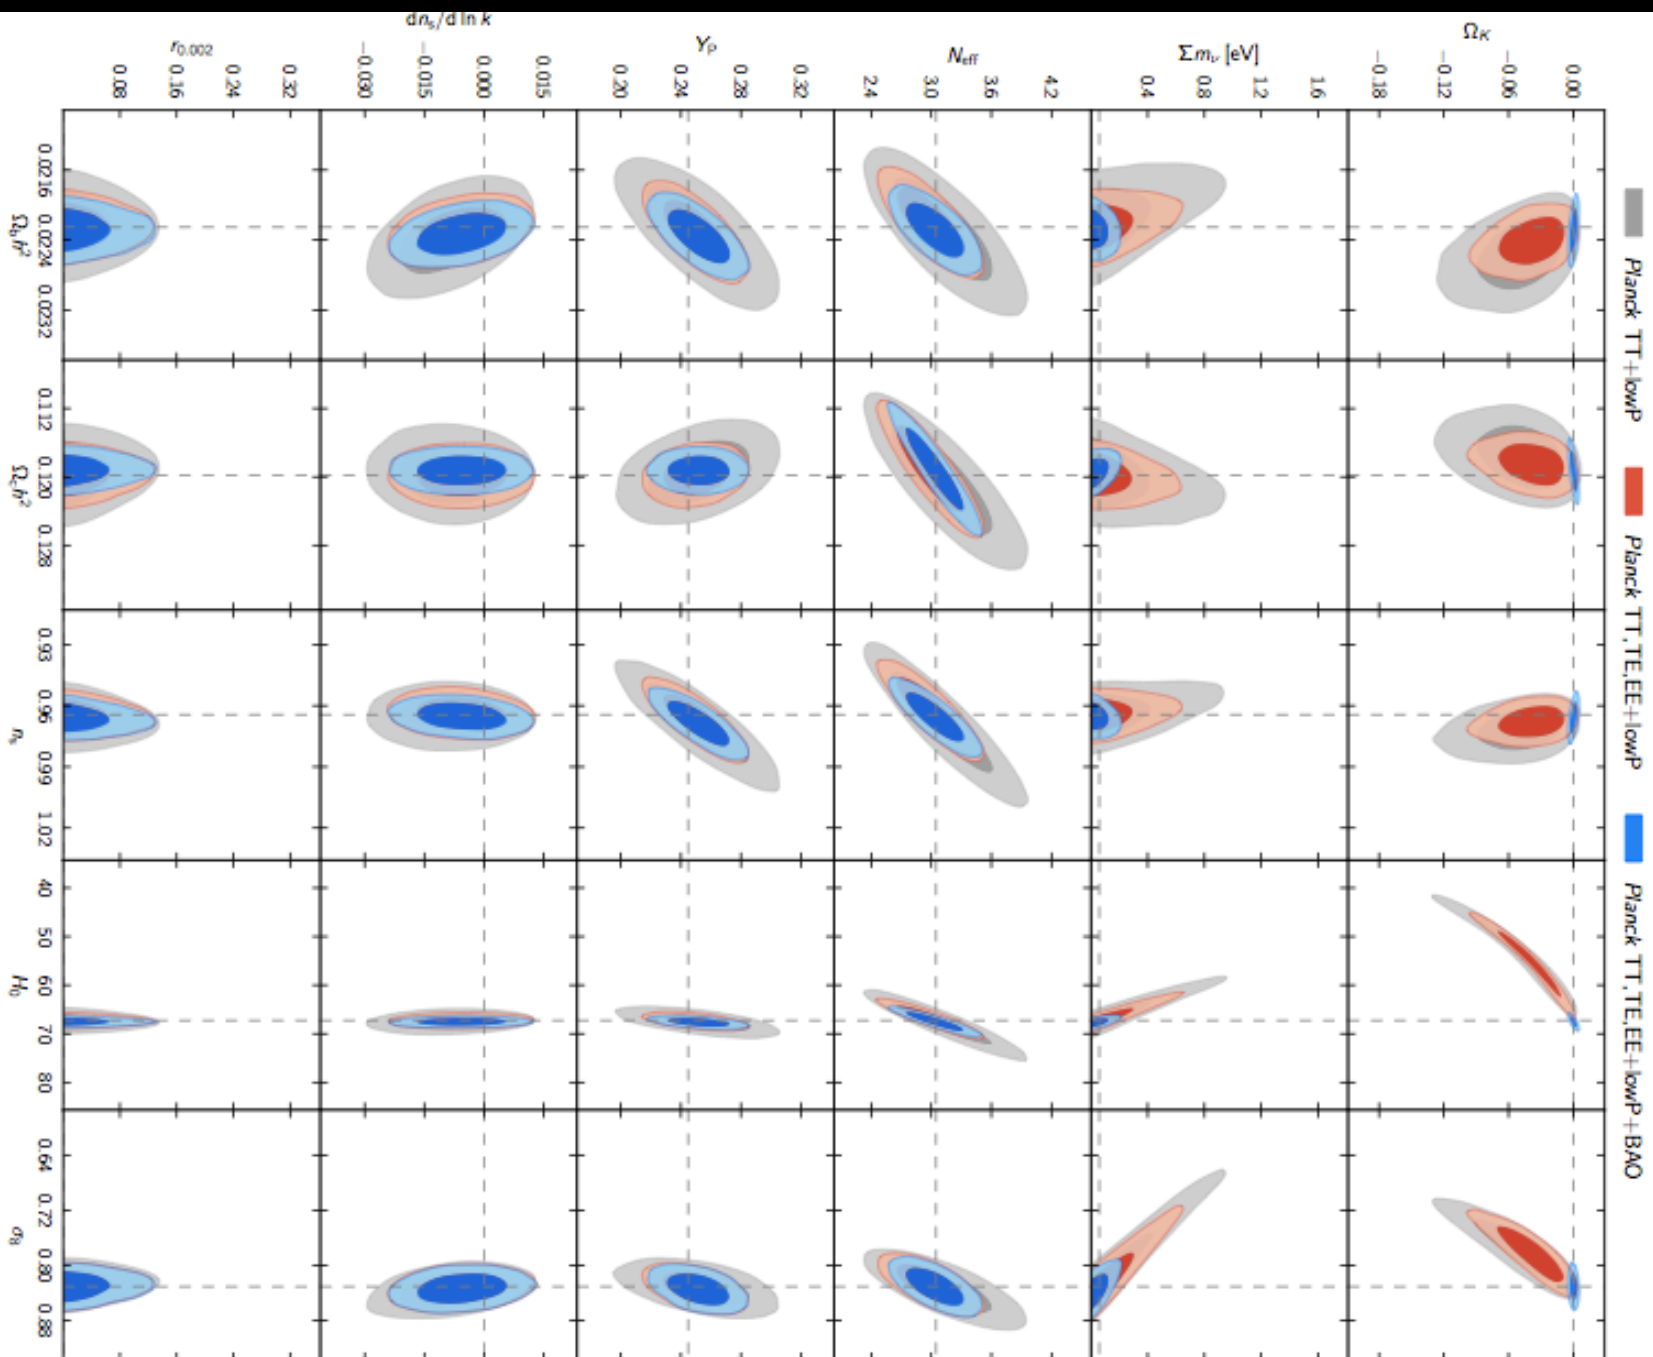 Planck TT+lowP
Planck TT,TE,EE+lowP
Planck TT,TE,EE+lowP+BAO
Ω_K
0.00
−0.06
−0.12
−0.18
Σm_ν [eV]
1.6
1.2
0.8
0.4
N_eff
4.2
3.6
3.0
2.4
Y_P
0.32
0.28
0.24
0.20
dn_s/d ln k
0.015
0.000
−0.015
−0.030
r_0.002
0.32
0.24
0.16
0.08
0.0216 0.0224 0.0232
0.112 0.120 0.128
0.93 0.96 0.99 1.02
40 50 60 70 80
0.64 0.72 0.80 0.88
Ω_b h²
Ω_c h²
n_s
H_0
σ_8